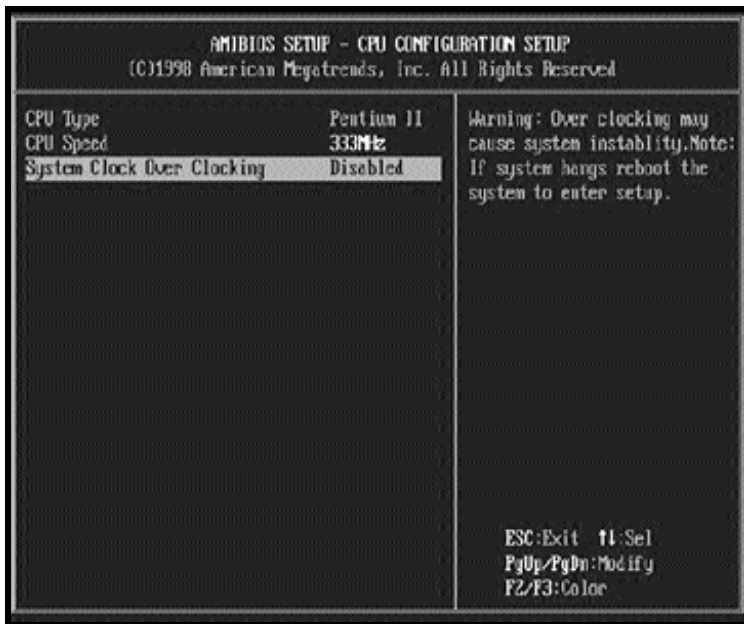 AMIBIOS SETUP - CPU CONFIGURATION SETUP
(C)1998 American Megatrends, Inc. All Rights Reserved
CPU Type Pentium II
CPU Speed 333MHz
System Clock Over Clocking Disabled
Warning: Over clocking may
cause system instablity.Note:
If system hangs reboot the
system to enter setup.
ESC:Exit ↑↓:Sel
PgUp/PgDn:Modify
F2/F3:Color